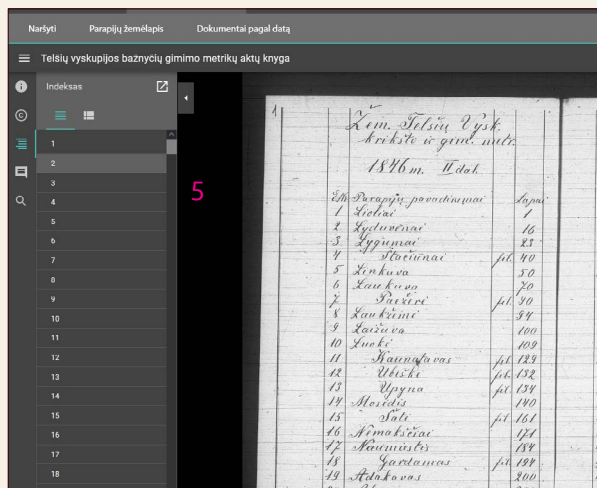 Naršyti Parapijų žemėlapis Dokumentai pagal datą
Telšių vyskupijos bažnyčių gimimo metrikų aktų knyga
Indeksas
1
2
3
4
5
6
7
8
9
10
11
12
13
14
15
16
17
18
5
1
Žem. Telšių Vysk.
krikšto ir gim. metr.
1846 m. II dal.
Eil№ Parapijų pavadinimai Lapai
1 Lioliai 1
2 Lyduvėnai 16
3 Lygumai 23
4 Stačiūnai fil. 40
5 Linkuva 50
6 Laukuva 70
7 Paežirė fil. 90
8 Laukžimė 94
9 Laižuva 100
10 Luokė 109
11 Kaunatavas fil. 129
12 Ubiškė fil. 132
13 Upyna fil. 134
14 Mosėdis 140
15 Šatė fil. 161
16 Nemakščiai 171
17 Naumiestis 184
18 Gardamas fil. 194
19 Adakavas 200